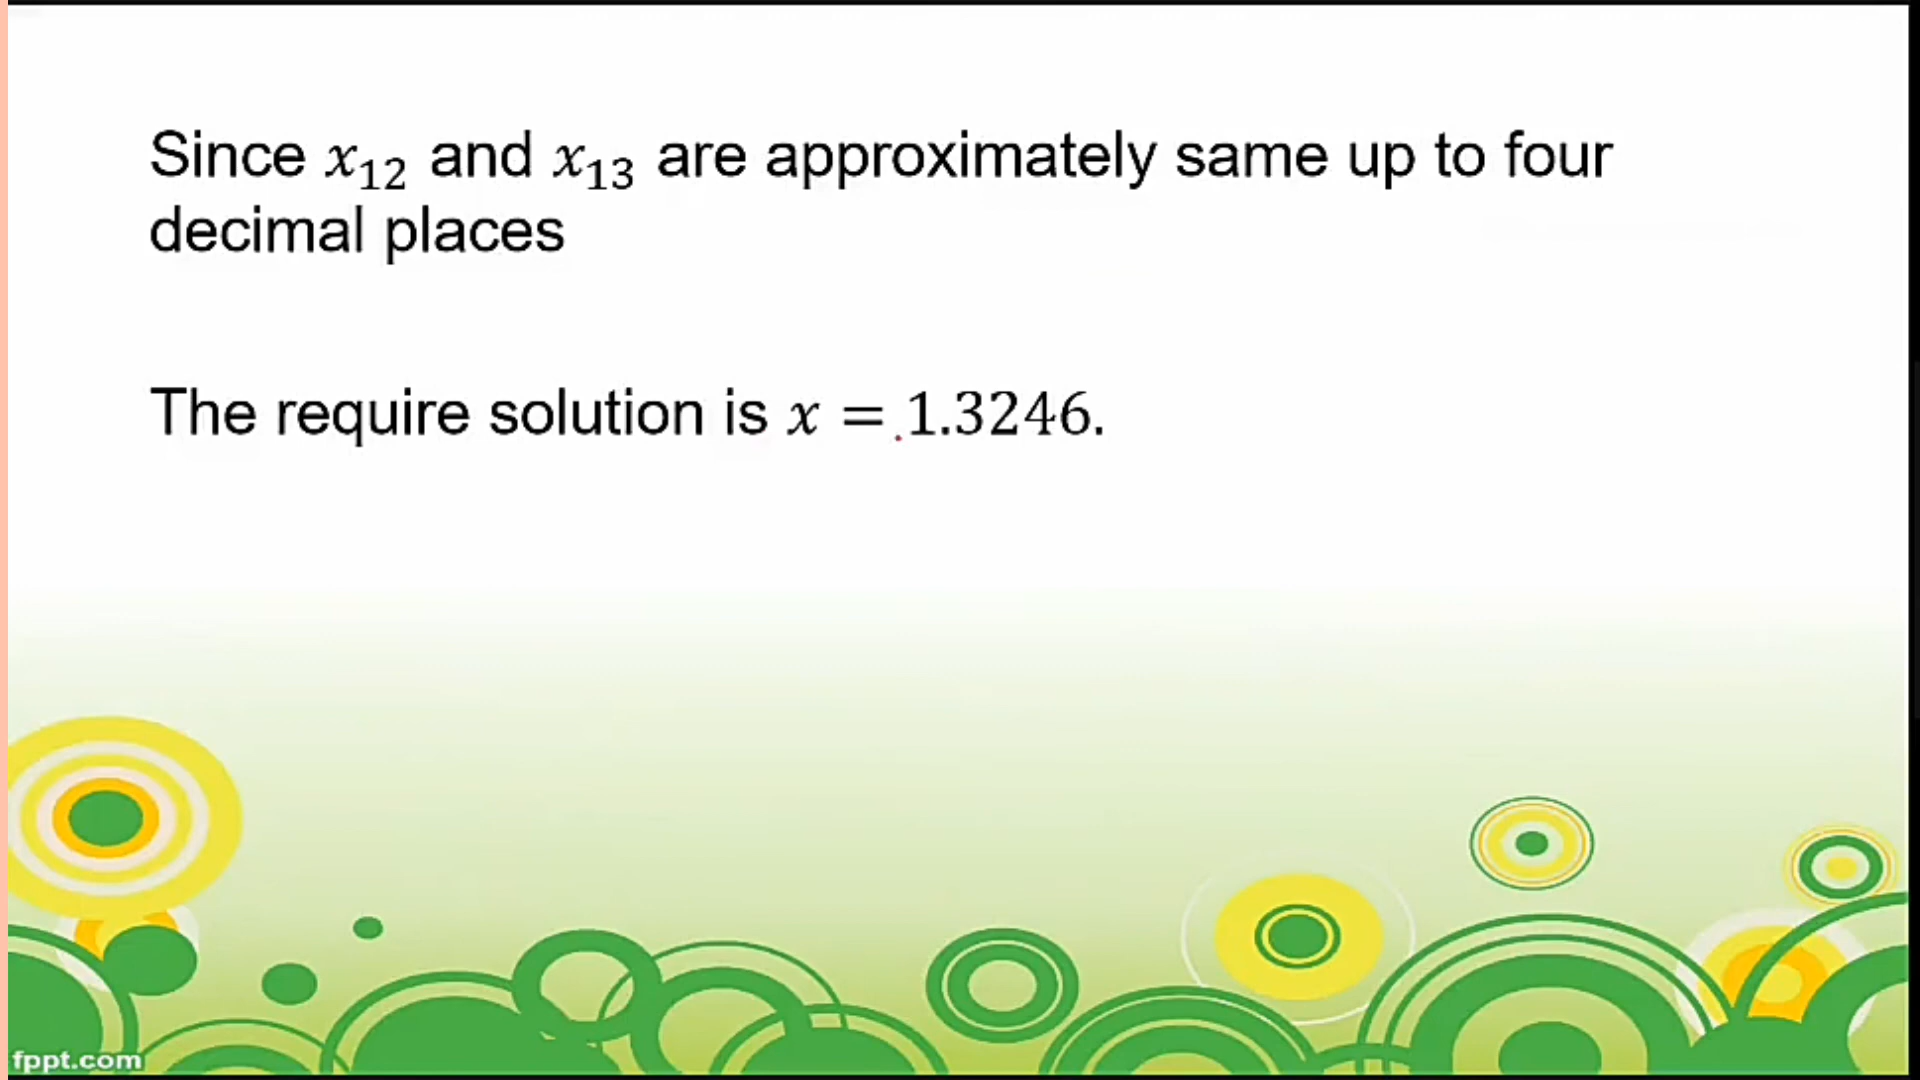 Since x₁₂ and x₁₃ are approximately same up to four
decimal places
The require solution is x = 1.3246.
fppt.com